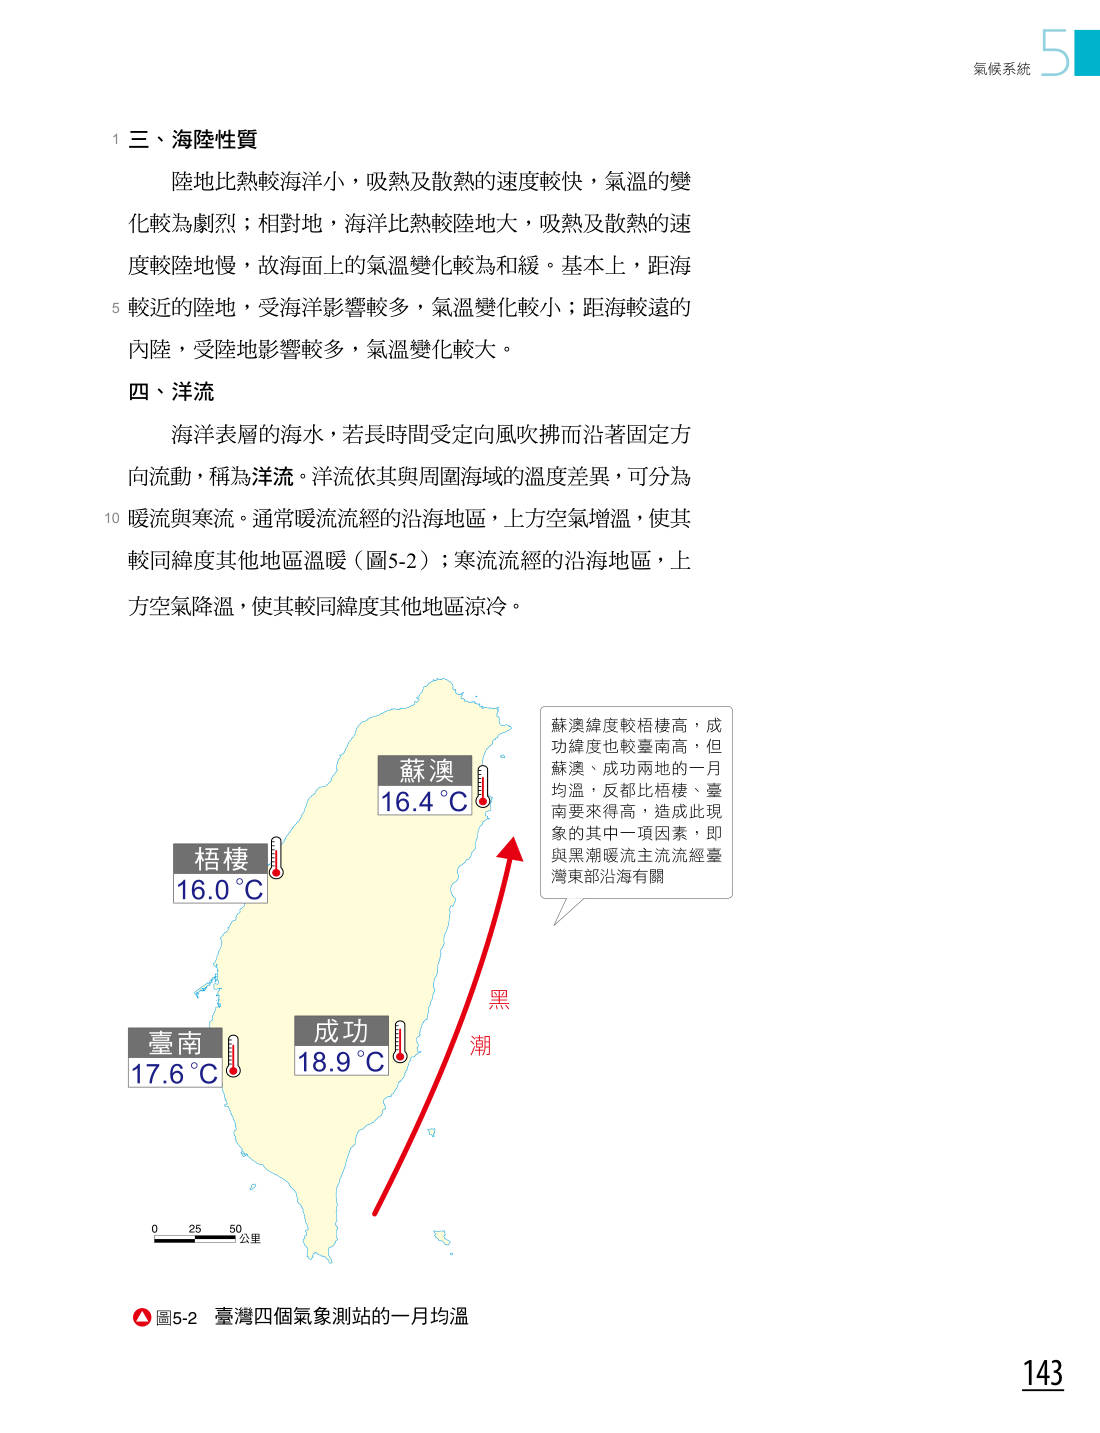 氣候系統 5
1 三、海陸性質
陸地比熱較海洋小，吸熱及散熱的速度較快，氣溫的變
化較為劇烈；相對地，海洋比熱較陸地大，吸熱及散熱的速
度較陸地慢，故海面上的氣溫變化較為和緩。基本上，距海
5 較近的陸地，受海洋影響較多，氣溫變化較小；距海較遠的
內陸，受陸地影響較多，氣溫變化較大。
四、洋流
海洋表層的海水，若長時間受定向風吹拂而沿著固定方
向流動，稱為洋流。洋流依其與周圍海域的溫度差異，可分為
10 暖流與寒流。通常暖流流經的沿海地區，上方空氣增溫，使其
較同緯度其他地區溫暖（圖5-2）；寒流流經的沿海地區，上
方空氣降溫，使其較同緯度其他地區涼冷。
蘇澳緯度較梧棲高，成
功緯度也較臺南高，但
蘇澳、成功兩地的一月
均溫，反都比梧棲、臺
南要來得高，造成此現
象的其中一項因素，即
與黑潮暖流主流流經臺
灣東部沿海有關
蘇澳
16.4 °C
梧棲
16.0 °C
黑
潮
成功
18.9 °C
臺南
17.6 °C
0 25 50 公里
圖5-2 臺灣四個氣象測站的一月均溫
143